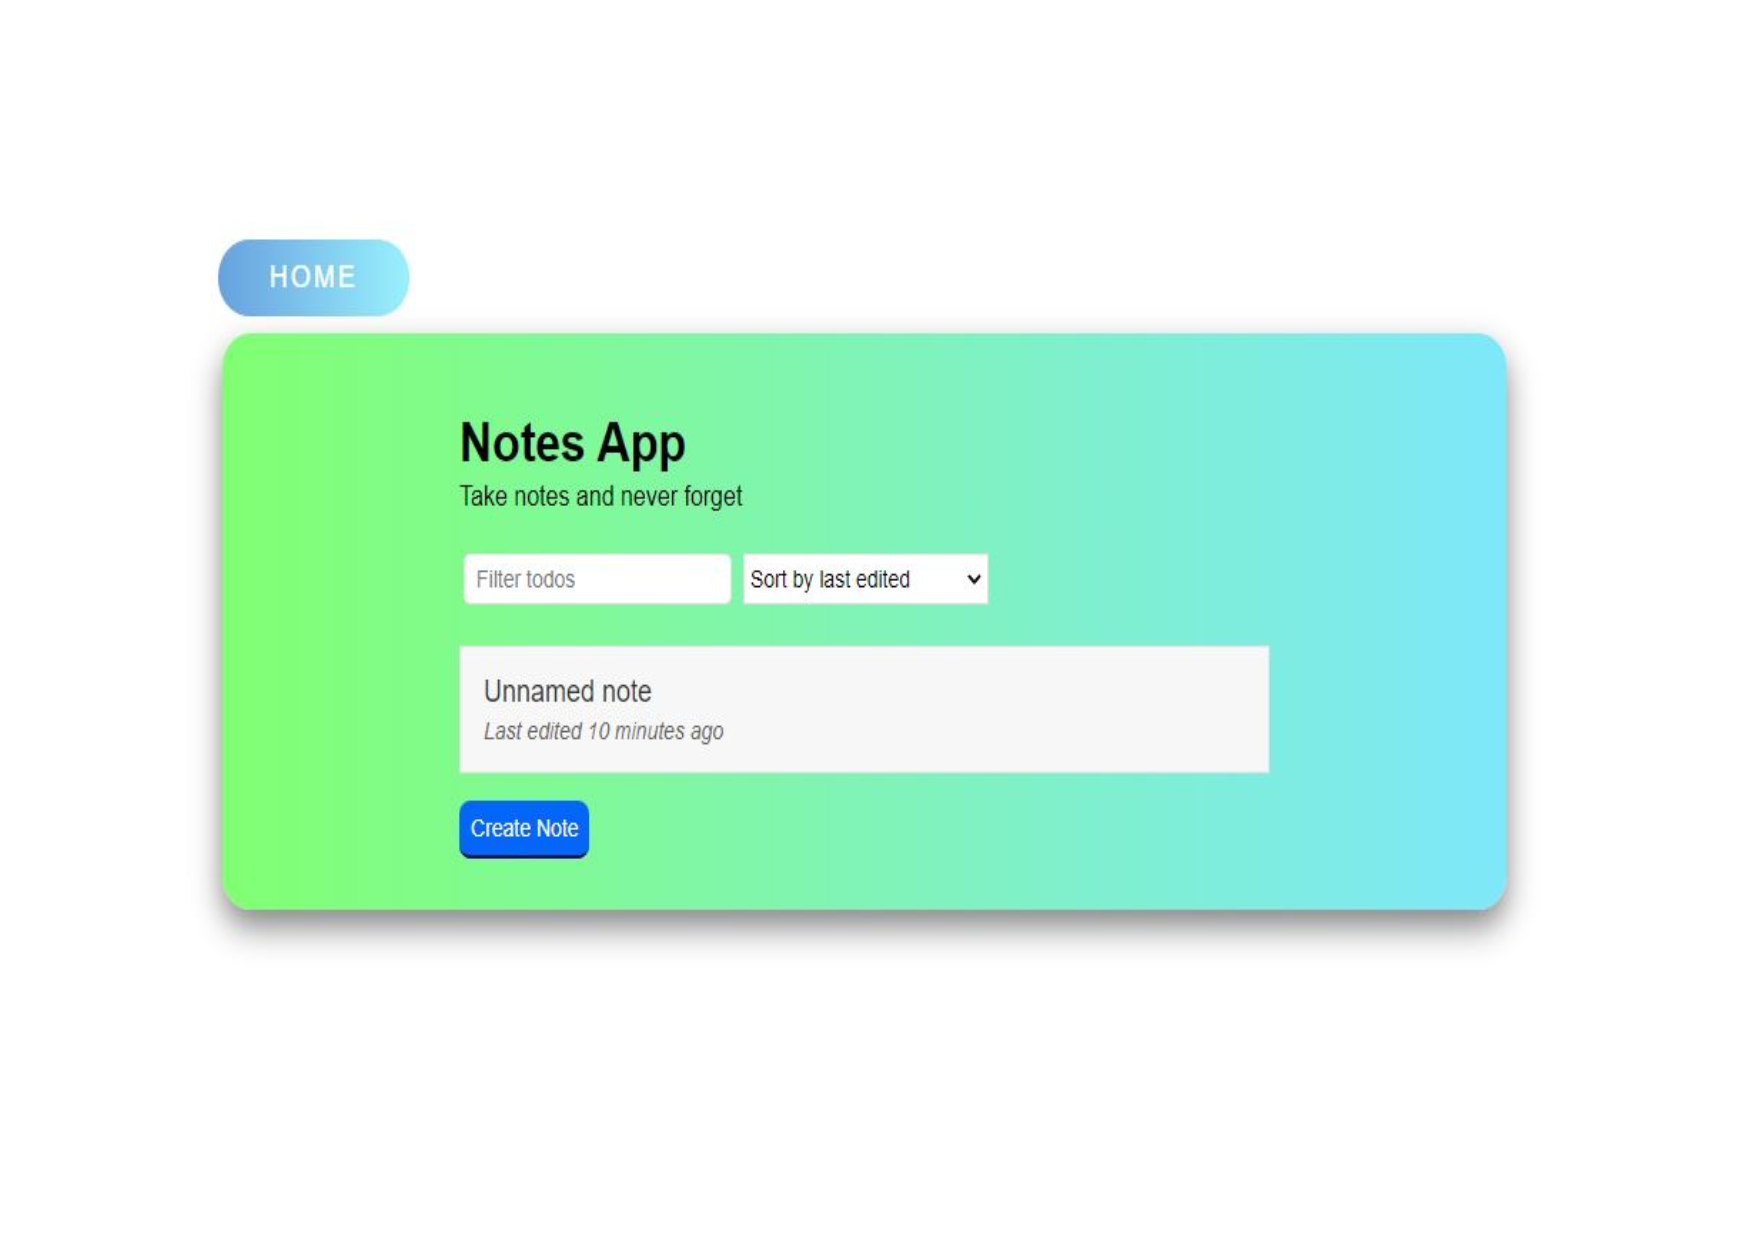 HOME
Notes App
Take notes and never forget
Filter todos
Sort by last edited
Unnamed note
Last edited 10 minutes ago
Create Note